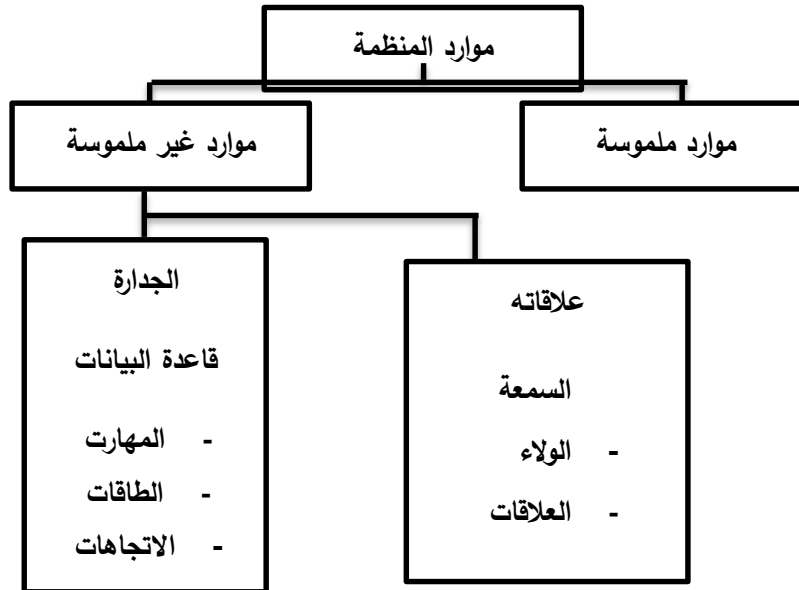 موارد المنظمة
موارد ملموسة
موارد غير ملموسة
علاقاته
السمعة
- الولاء
- العلاقات
الجدارة
قاعدة البيانات
- المهارت
- الطاقات
- الاتجاهات